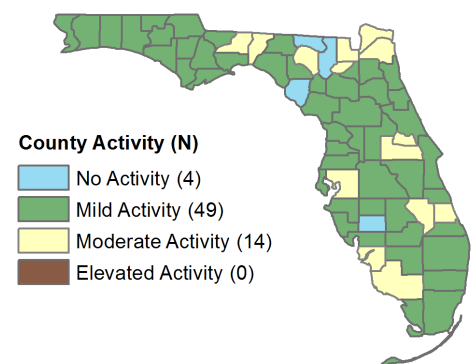 County Activity (N)
No Activity (4)
Mild Activity (49)
Moderate Activity (14)
Elevated Activity (0)